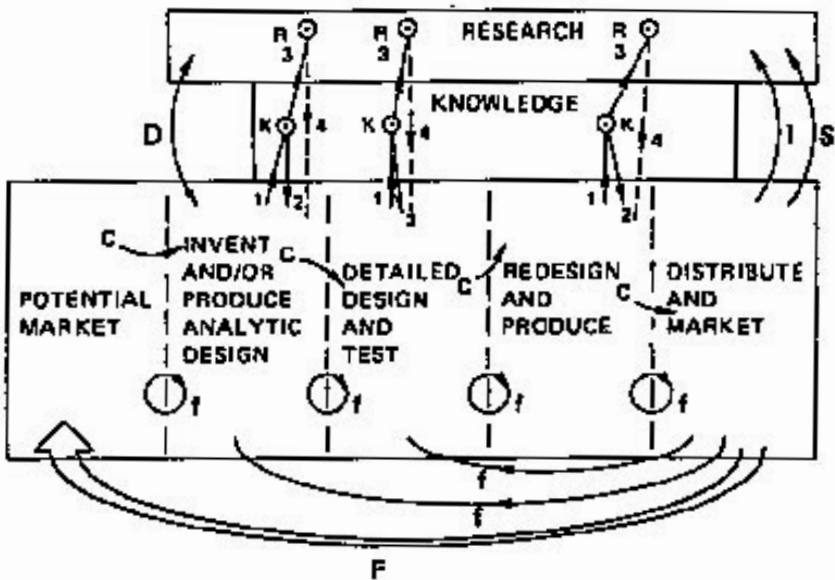 R R RESEARCH R
3 3 3
KNOWLEDGE
D K 4 K 4 K 4 I S
1 2 1 2 1 2
C INVENT
AND/OR
PRODUCE
ANALYTIC
DESIGN
POTENTIAL
MARKET
C DETAILED
DESIGN
AND
TEST
C REDESIGN
AND
PRODUCE
C DISTRIBUTE
AND
MARKET
f f f f
f
f
F